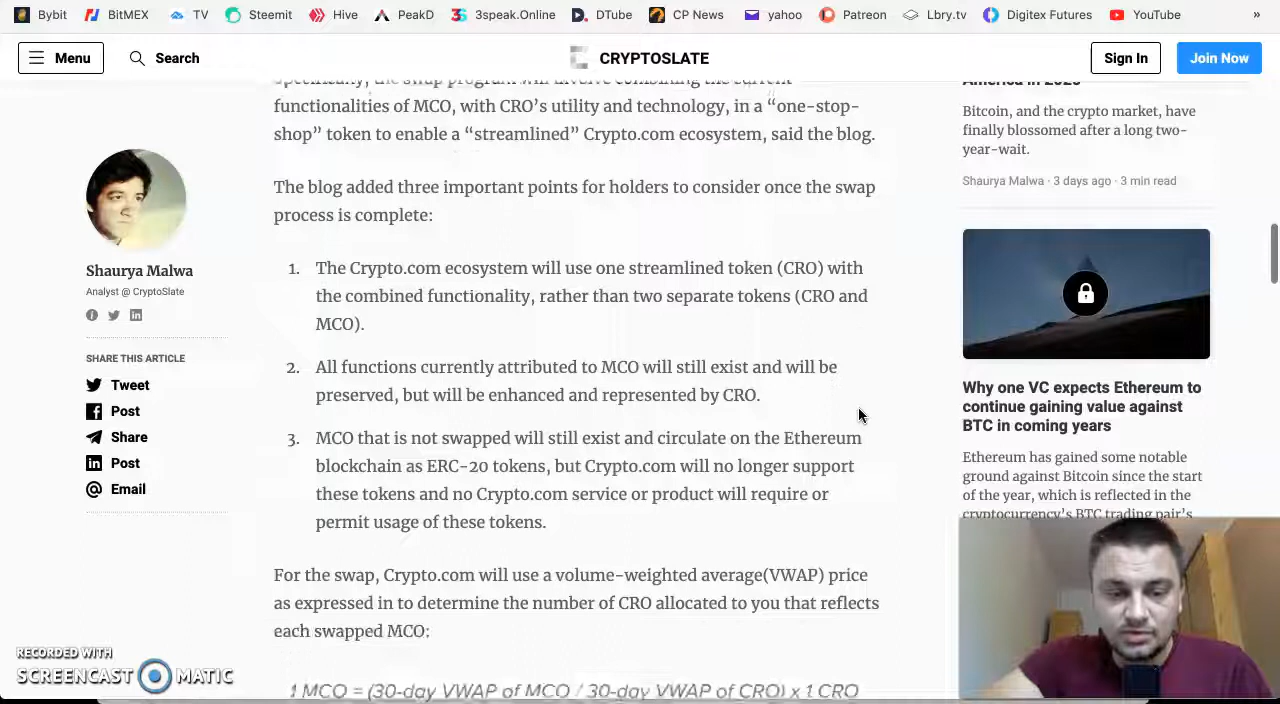 Bybit BitMEX TV Steemit Hive PeakD 3speak.Online DTube CP News yahoo Patreon Lbry.tv Digitex Futures YouTube »
Menu Search CRYPTOSLATE Sign In Join Now
Specifically, the swap program will involve combining the current
functionalities of MCO, with CRO’s utility and technology, in a “one-stop-
shop” token to enable a “streamlined” Crypto.com ecosystem, said the blog.
The blog added three important points for holders to consider once the swap
process is complete:
1. The Crypto.com ecosystem will use one streamlined token (CRO) with
the combined functionality, rather than two separate tokens (CRO and
MCO).
2. All functions currently attributed to MCO will still exist and will be
preserved, but will be enhanced and represented by CRO.
3. MCO that is not swapped will still exist and circulate on the Ethereum
blockchain as ERC-20 tokens, but Crypto.com will no longer support
these tokens and no Crypto.com service or product will require or
permit usage of these tokens.
For the swap, Crypto.com will use a volume-weighted average(VWAP) price
as expressed in to determine the number of CRO allocated to you that reflects
each swapped MCO:
1 MCO = (30-day VWAP of MCO / 30-day VWAP of CRO) x 1 CRO
Shaurya Malwa
Analyst @ CryptoSlate
SHARE THIS ARTICLE
Tweet
Post
Share
Post
Email
RECORDED WITH
SCREENCAST MATIC
America in 2020
Bitcoin, and the crypto market, have
finally blossomed after a long two-
year-wait.
Shaurya Malwa · 3 days ago · 3 min read
Why one VC expects Ethereum to
continue gaining value against
BTC in coming years
Ethereum has gained some notable
ground against Bitcoin since the start
of the year, which is reflected in the
cryptocurrency’s BTC trading pair’s